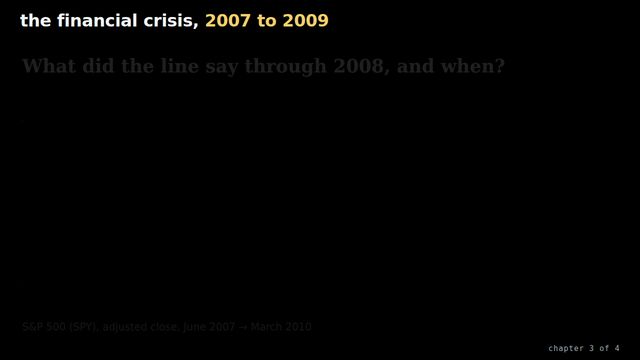 the financial crisis, 2007 to 2009
What did the line say through 2008, and when?
S&P 500 (SPY), adjusted close, June 2007 → March 2010
chapter 3 of 4